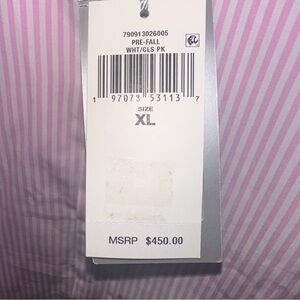 790913026005
PRE-FALL
WHT/CLS PK
1 97073 53113 7
SIZE
XL
MSRP $450.00